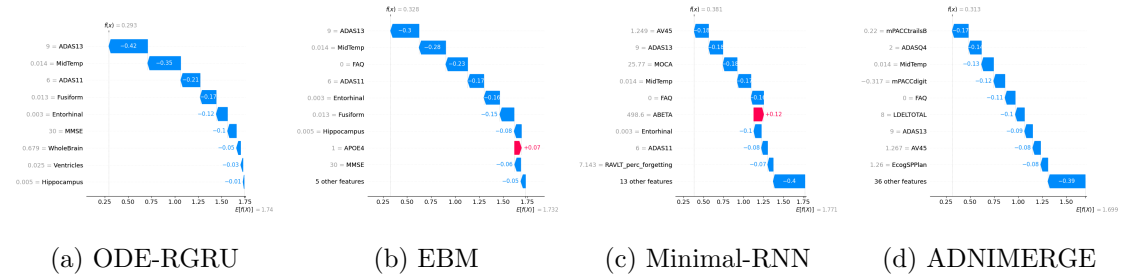 f(x) = 0.293
9 = ADAS13
−0.42
0.014 = MidTemp
−0.35
6 = ADAS11
−0.21
0.013 = Fusiform
−0.17
0.003 = Entorhinal
−0.12
30 = MMSE
−0.1
0.679 = WholeBrain
−0.05
0.025 = Ventricles
−0.03
0.005 = Hippocampus
−0.01
0.25 0.50 0.75 1.00 1.25 1.50 1.75
E[f(X)] = 1.74
(a) ODE-RGRU
f(x) = 0.328
9 = ADAS13
−0.3
0.014 = MidTemp
−0.28
0 = FAQ
−0.23
6 = ADAS11
−0.17
0.003 = Entorhinal
−0.16
0.013 = Fusiform
−0.15
0.005 = Hippocampus
−0.08
1 = APOE4
+0.07
30 = MMSE
−0.06
5 other features
−0.05
0.25 0.50 0.75 1.00 1.25 1.50 1.75
E[f(X)] = 1.732
(b) EBM
f(x) = 0.381
1.249 = AV45
−0.18
9 = ADAS13
−0.18
25.77 = MOCA
−0.18
0.014 = MidTemp
−0.17
0 = FAQ
498.6 = ABETA
+0.12
0.003 = Entorhinal
−0.1
6 = ADAS11
−0.08
7.143 = RAVLT_perc_forgetting
−0.07
13 other features
−0.4
0.25 0.50 0.75 1.00 1.25 1.50 1.75
E[f(X)] = 1.771
(c) Minimal-RNN
f(x) = 0.313
0.22 = mPACCtrailsB
−0.17
2 = ADASQ4
−0.14
0.014 = MidTemp
−0.13
−0.317 = mPACCdigit
−0.12
0 = FAQ
−0.11
8 = LDELTOTAL
−0.1
9 = ADAS13
−0.09
1.267 = AV45
−0.08
1.26 = EcogSPPlan
−0.08
36 other features
−0.39
0.25 0.50 0.75 1.00 1.25 1.50
E[f(X)] = 1.699
(d) ADNIMERGE